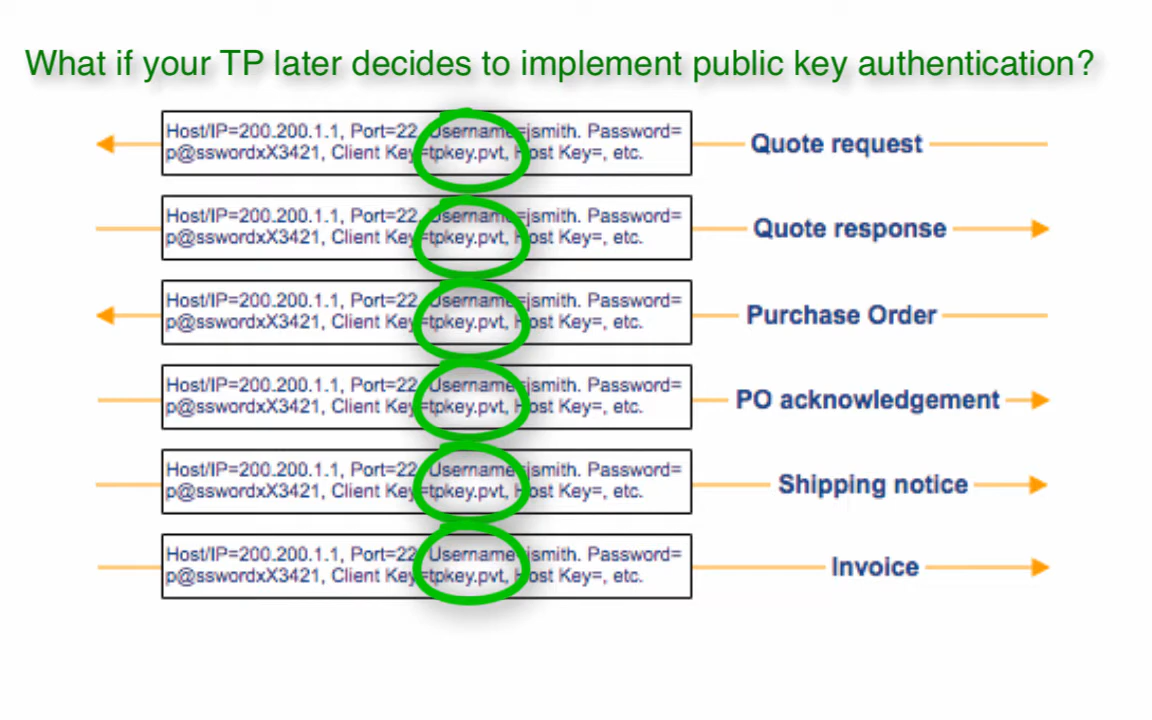 What if your TP later decides to implement public key authentication?
Host/IP=200.200.1.1, Port=22, Username=jsmith. Password=
p@sswordxX3421, Client Key=tpkey.pvt, Host Key=, etc.
Quote request
Host/IP=200.200.1.1, Port=22, Username=jsmith. Password=
p@sswordxX3421, Client Key=tpkey.pvt, Host Key=, etc.
Quote response
Host/IP=200.200.1.1, Port=22, Username=jsmith. Password=
p@sswordxX3421, Client Key=tpkey.pvt, Host Key=, etc.
Purchase Order
Host/IP=200.200.1.1, Port=22, Username=jsmith. Password=
p@sswordxX3421, Client Key=tpkey.pvt, Host Key=, etc.
PO acknowledgement
Host/IP=200.200.1.1, Port=22, Username=jsmith. Password=
p@sswordxX3421, Client Key=tpkey.pvt, Host Key=, etc.
Shipping notice
Host/IP=200.200.1.1, Port=22, Username=jsmith. Password=
p@sswordxX3421, Client Key=tpkey.pvt, Host Key=, etc.
Invoice